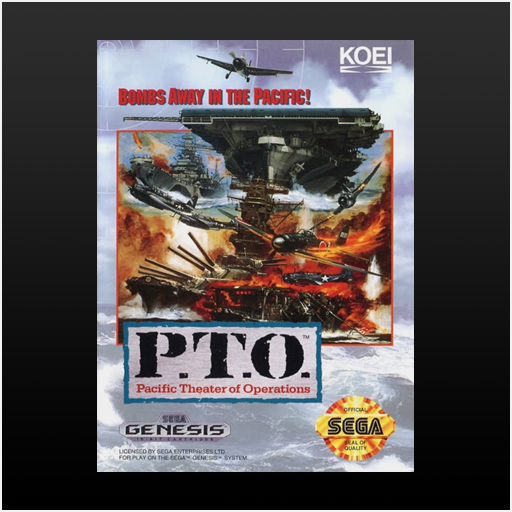 KOEI
BOMBS AWAY IN THE PACIFIC!
P.T.O.™
Pacific Theater of Operations
SEGA
GENESIS
16-BIT CARTRIDGE
LICENSED BY SEGA ENTERPRISES LTD.
FOR PLAY ON THE SEGA™ GENESIS™ SYSTEM.
OFFICIAL
SEGA
SEAL OF
QUALITY